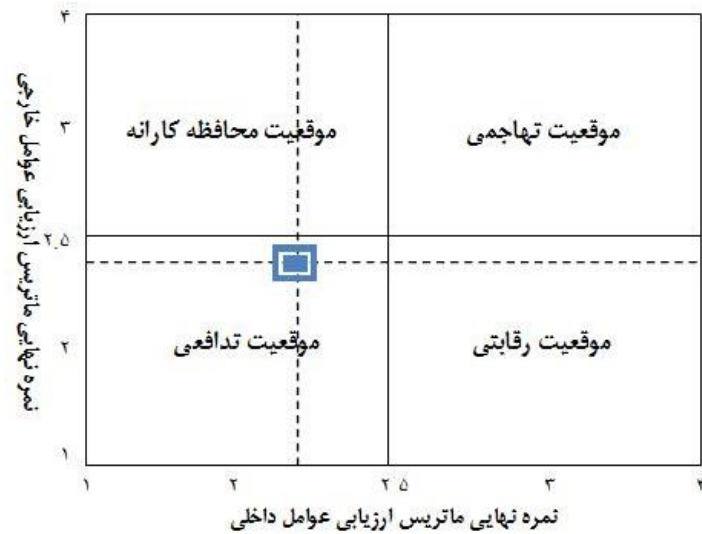 ۴
۳
۲.۵
۲
۱
نمره نهایی ماتریس ارزیابی عوامل خارجی
موقعیت محافظه کارانه
موقعیت تهاجمی
موقعیت تدافعی
موقعیت رقابتی
۱ ۲ ۲ ۵ ۳ ۴
نمره نهایی ماتریس ارزیابی عوامل داخلی